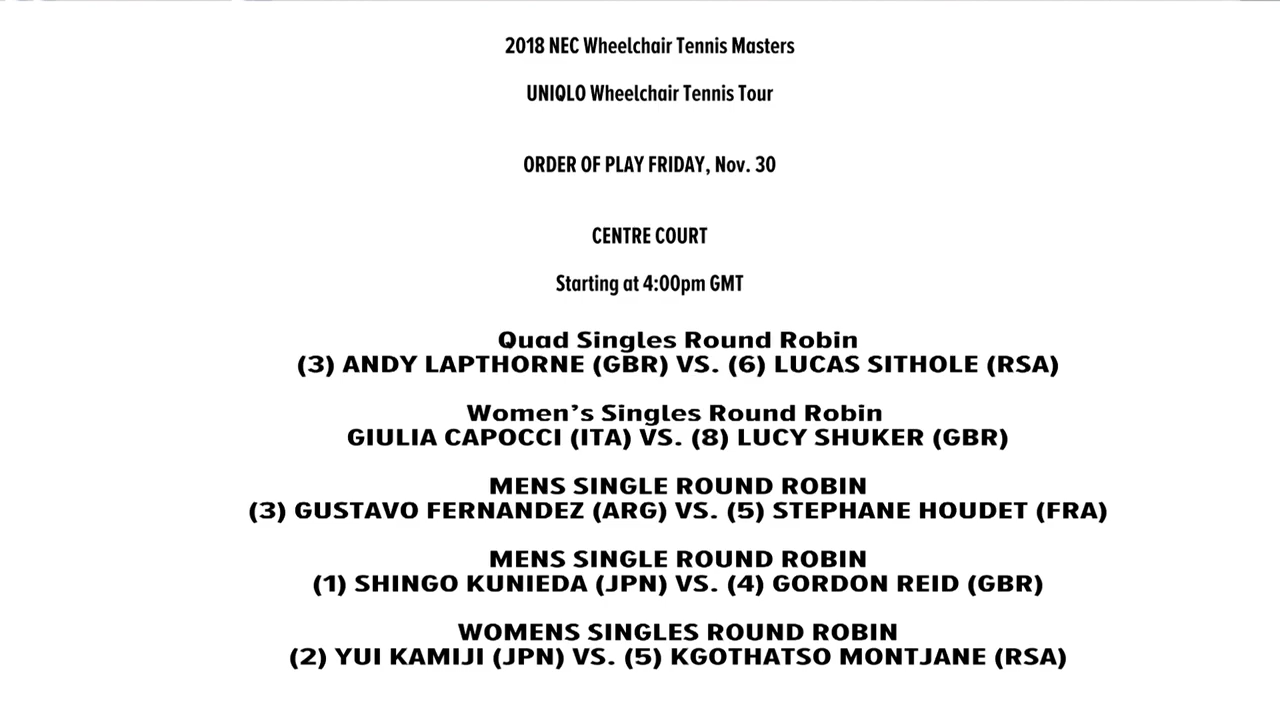 2018 NEC Wheelchair Tennis Masters
UNIQLO Wheelchair Tennis Tour
ORDER OF PLAY FRIDAY, Nov. 30
CENTRE COURT
Starting at 4:00pm GMT
Quad Singles Round Robin
(3) ANDY LAPTHORNE (GBR) VS. (6) LUCAS SITHOLE (RSA)
Women's Singles Round Robin
GIULIA CAPOCCI (ITA) VS. (8) LUCY SHUKER (GBR)
MENS SINGLE ROUND ROBIN
(3) GUSTAVO FERNANDEZ (ARG) VS. (5) STEPHANE HOUDET (FRA)
MENS SINGLE ROUND ROBIN
(1) SHINGO KUNIEDA (JPN) VS. (4) GORDON REID (GBR)
WOMENS SINGLES ROUND ROBIN
(2) YUI KAMIJI (JPN) VS. (5) KGOTHATSO MONTJANE (RSA)